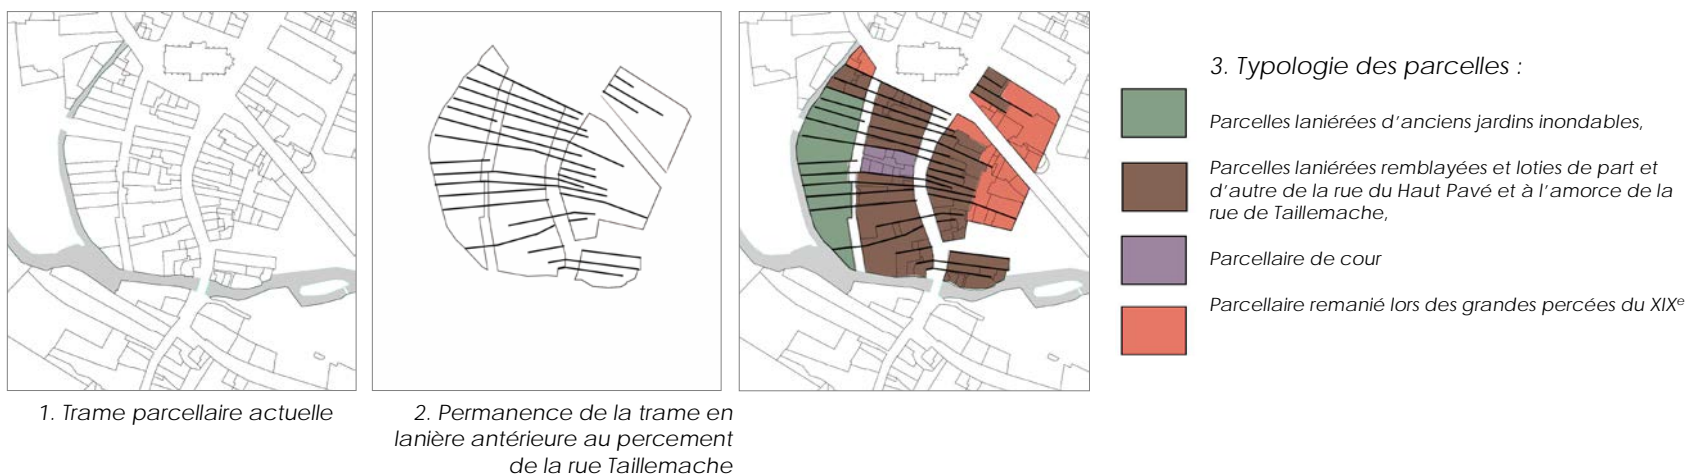 1. Trame parcellaire actuelle
2. Permanence de la trame en
lanière antérieure au percement
de la rue Taillemache
3. Typologie des parcelles :
Parcelles laniérées d'anciens jardins inondables,
Parcelles laniérées remblayées et loties de part et
d'autre de la rue du Haut Pavé et à l'amorce de la
rue de Taillemache,
Parcellaire de cour
Parcellaire remanié lors des grandes percées du XIXe